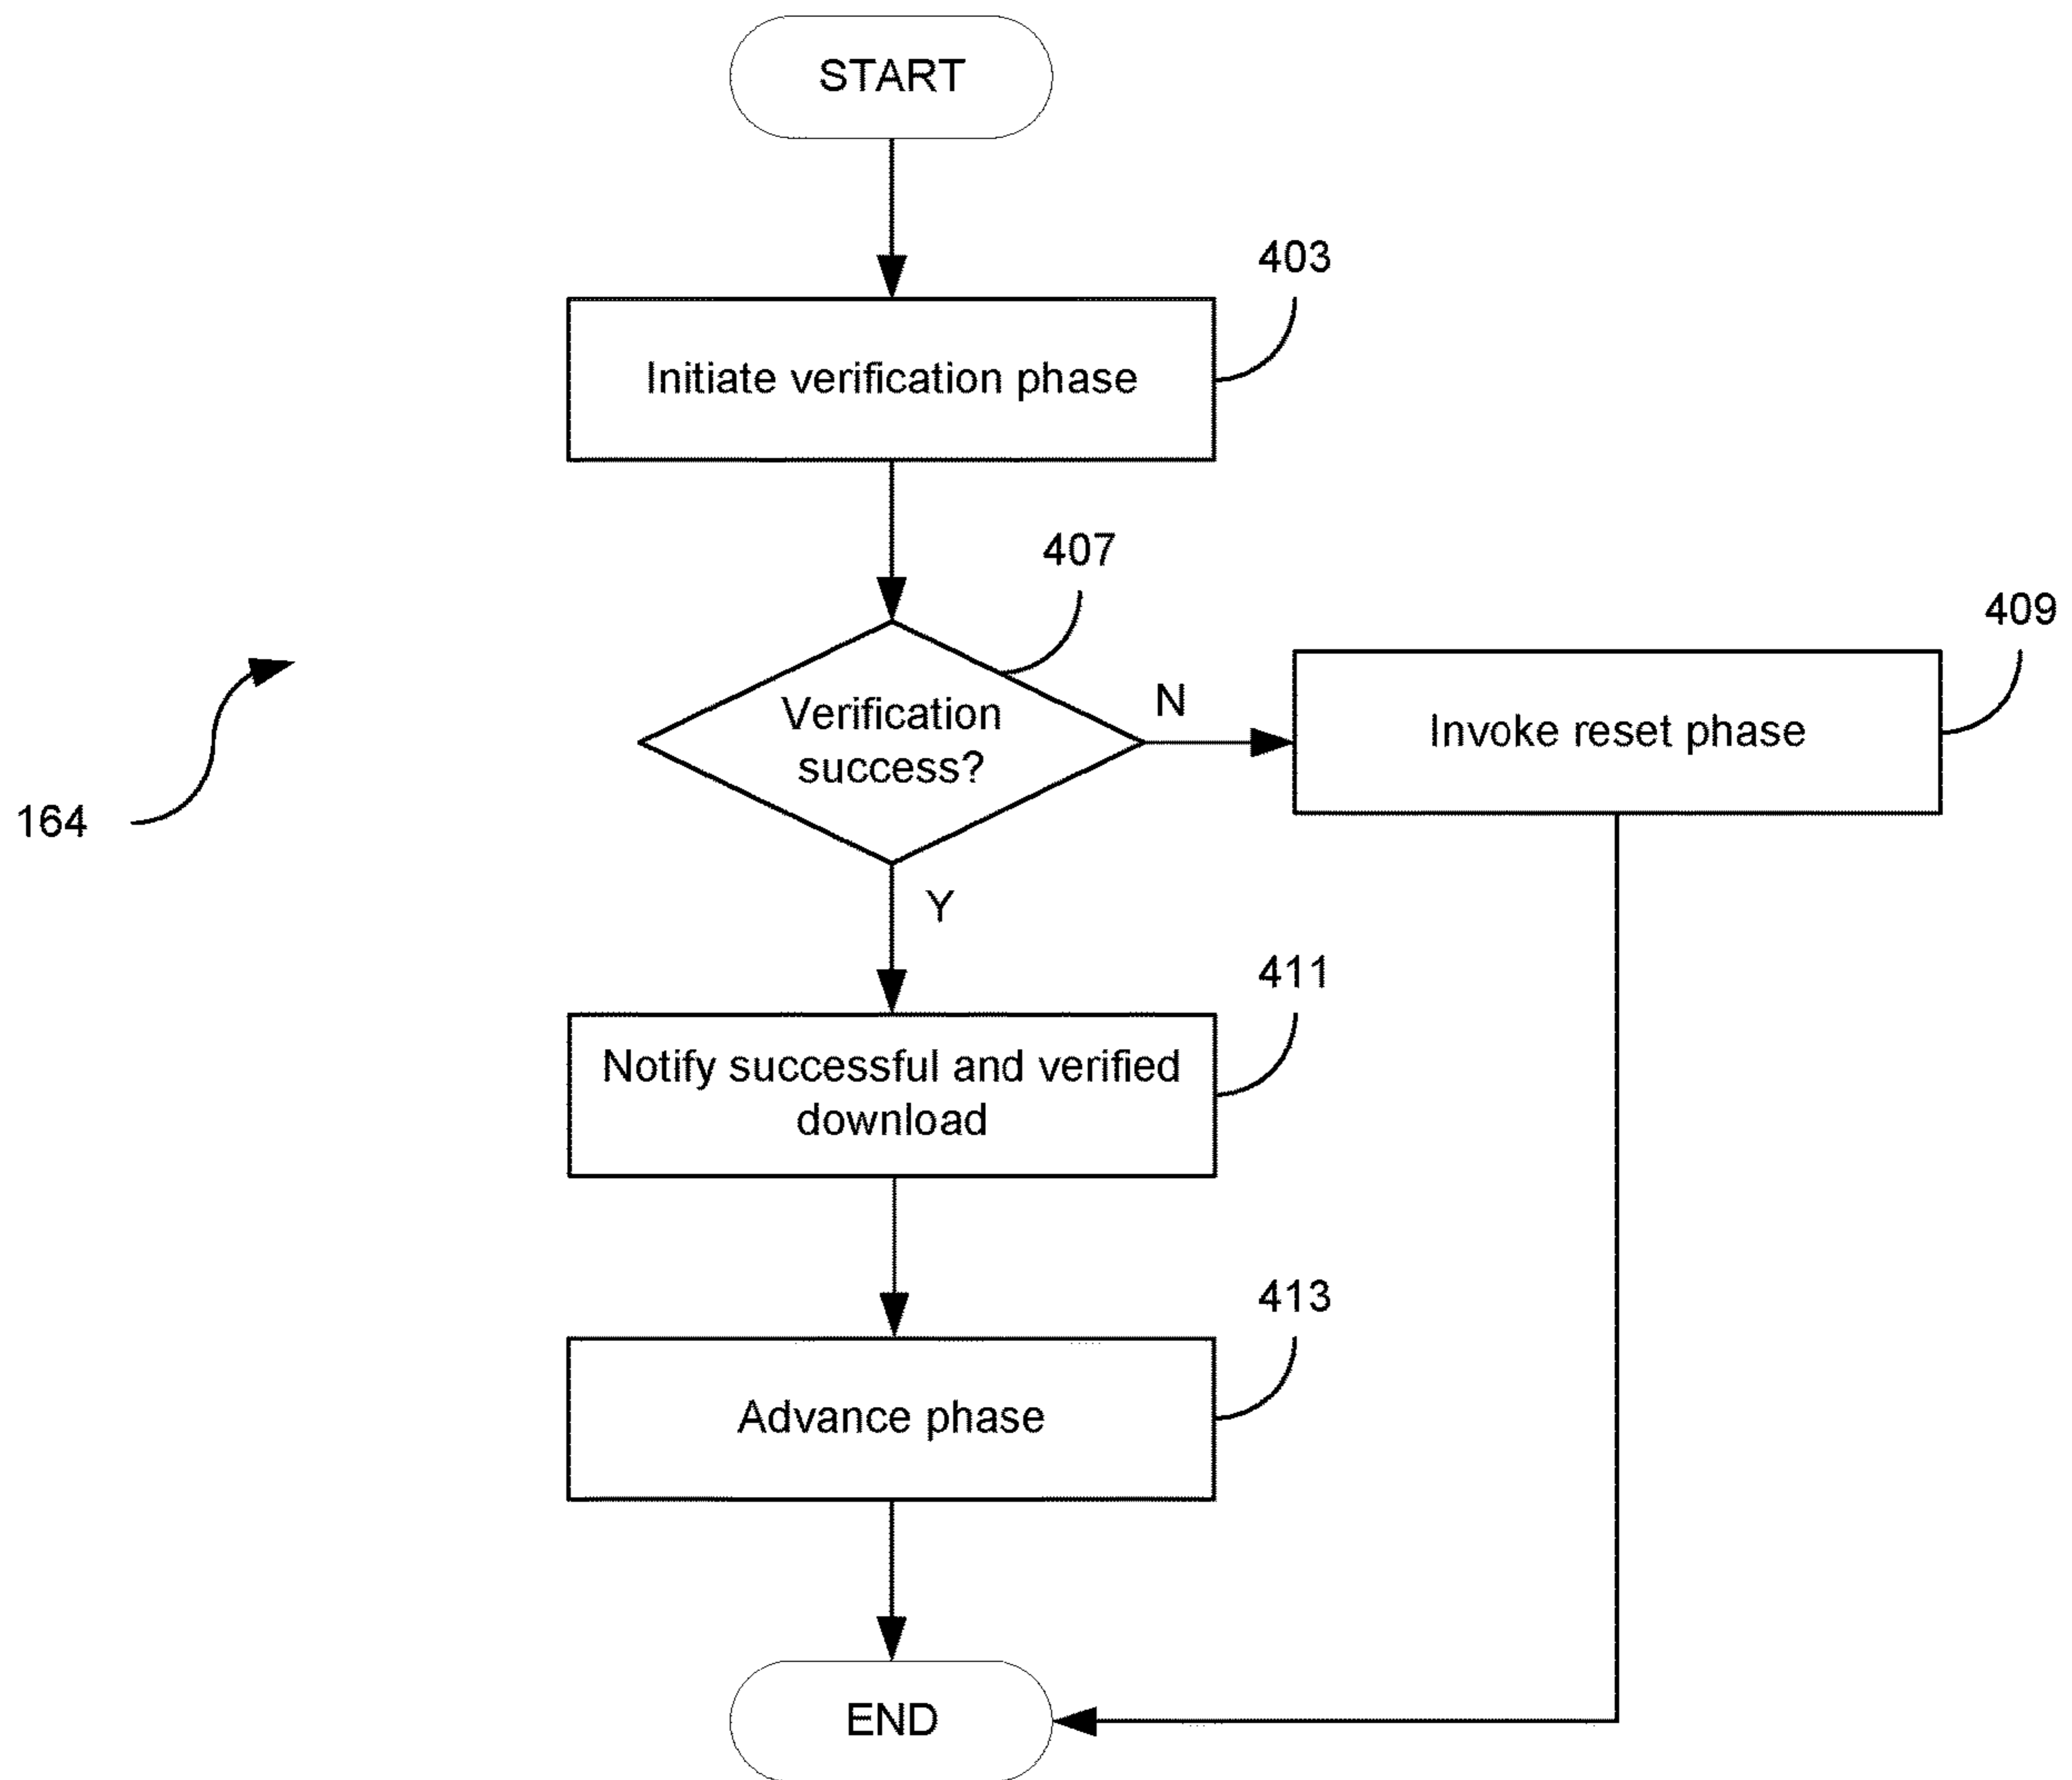 START
403
Initiate verification phase
407
409
Verification
success?
N
Invoke reset phase
164
Y
411
Notify successful and verified
download
413
Advance phase
END